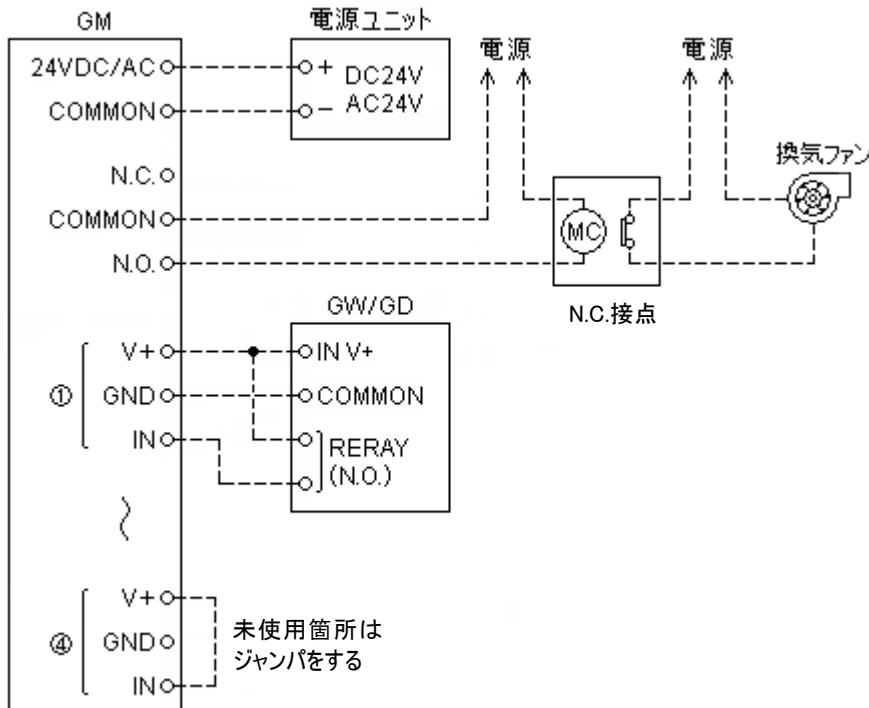 GM
電源ユニット
24VDC/AC
+ DC24V
COMMON
− AC24V
電源
電源
換気ファン
N.C.
COMMON
N.O.
MC
N.C.接点
GW/GD
①
V+
GND
IN
IN V+
COMMON
RERAY
(N.O.)
④
V+
GND
IN
未使用箇所は
ジャンパをする